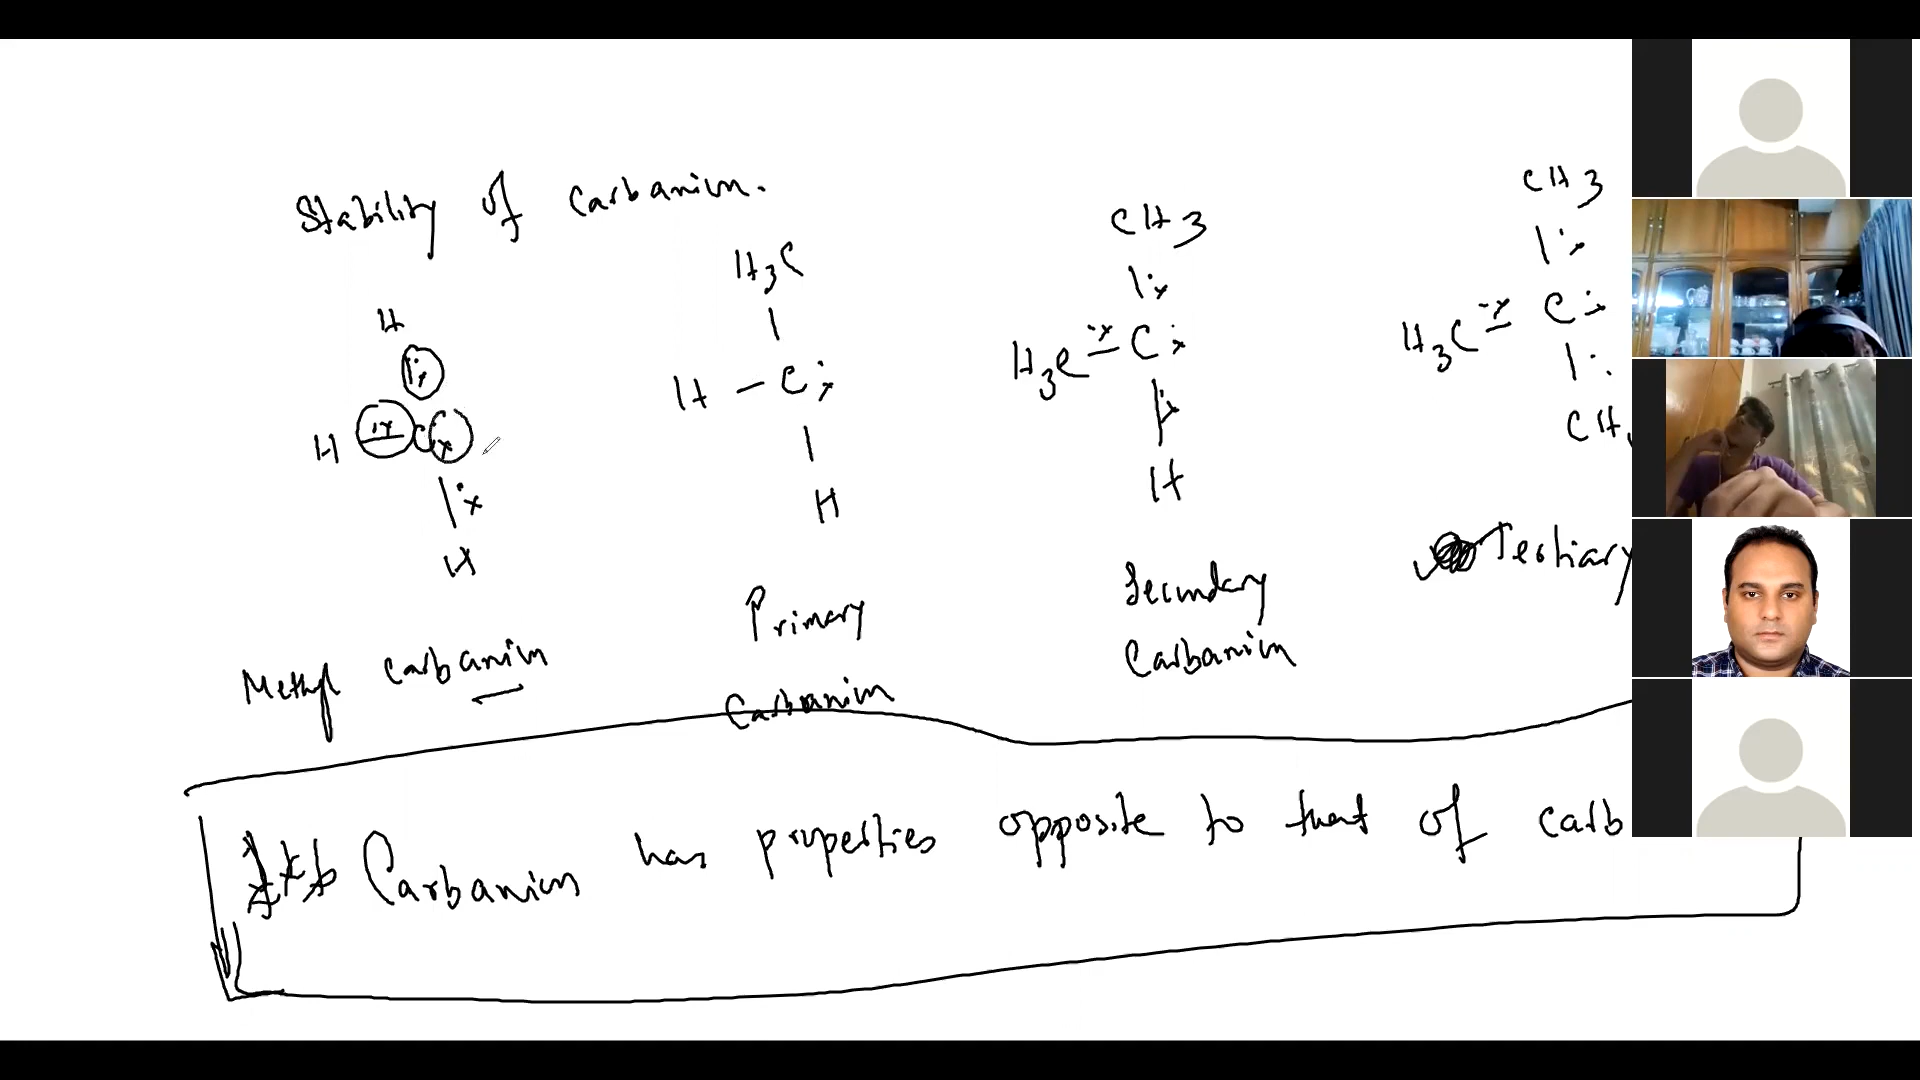 Stability of carbanion.
H
H C
H
Methyl carbanion
H3C
H - C
H
Primary
Carbanion
CH3
H3C - C
H
Secondary
Carbanion
CH3
H3C - C
CH
Tertiary
Carbanion has properties opposite to that of carb